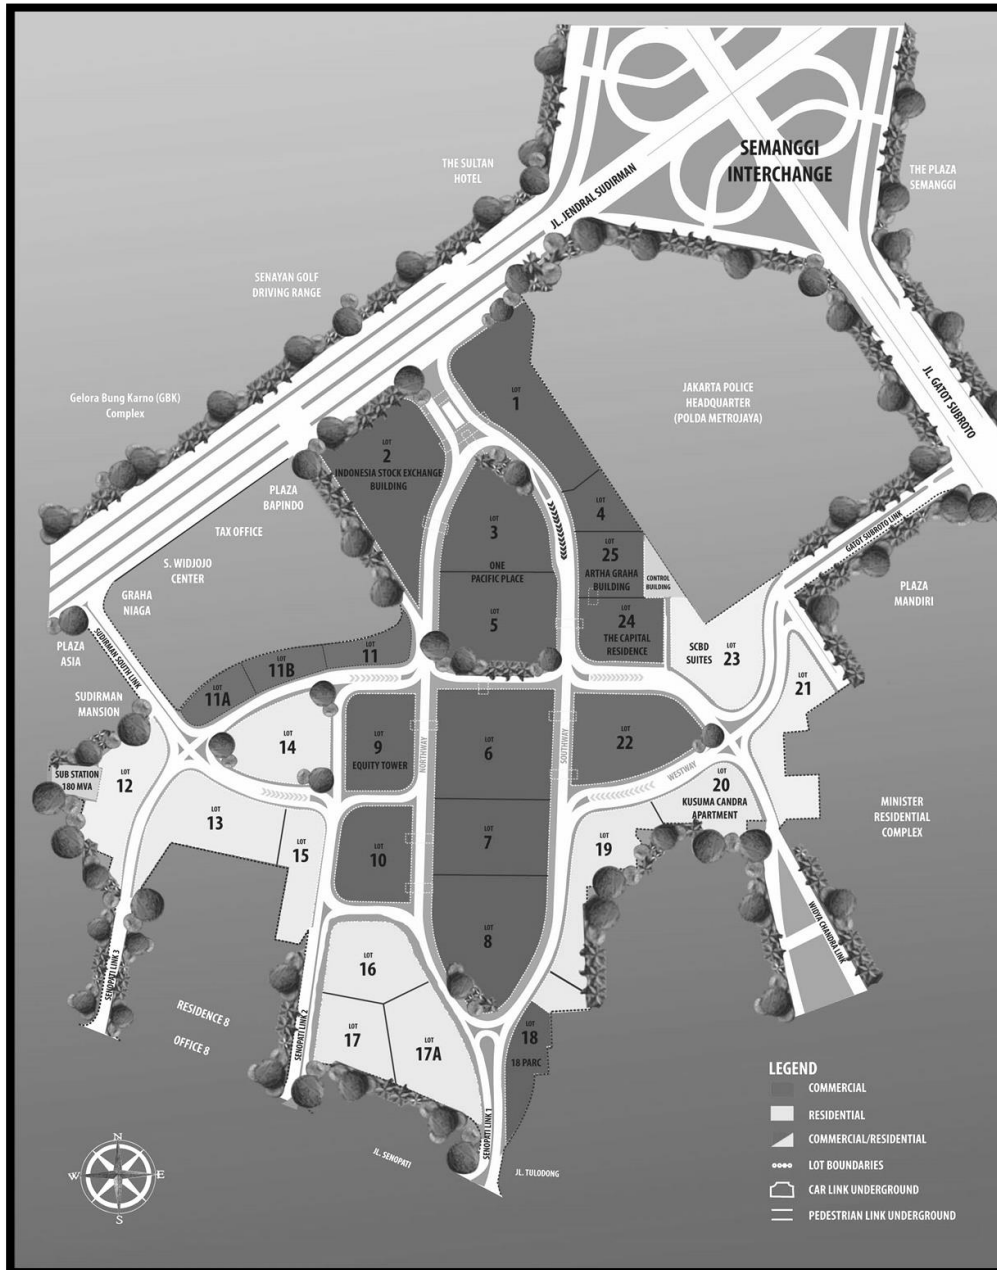 SEMANGGI
INTERCHANGE
THE PLAZA
SEMANGGI
THE SULTAN
HOTEL
JL. JENDRAL SUDIRMAN
SENAYAN GOLF
DRIVING RANGE
JL. GATOT SUBROTO
Gelora Bung Karno (GBK)
Complex
JAKARTA POLICE
HEADQUARTER
(POLDA METROJAYA)
LOT
1
LOT
2
INDONESIA STOCK EXCHANGE
BUILDING
PLAZA
BAPINDO
TAX OFFICE
S. WIDJOJO
CENTER
GRAHA
NIAGA
LOT
3
ONE
PACIFIC PLACE
LOT
5
LOT
4
LOT
25
ARTHA GRAHA
BUILDING
CONTROL
BUILDING
LOT
24
THE CAPITAL
RESIDENCE
GATOT SUBROTO LINK
PLAZA
MANDIRI
SCBD
SUITES
LOT
23
LOT
21
PLAZA
ASIA
SUDIRMAN SOUTH LINK
SUDIRMAN
MANSION
LOT
11A
LOT
11B
LOT
11
SUB STATION
180 MVA
LOT
12
LOT
14
LOT
9
EQUITY TOWER
NORTHWAY
LOT
6
SOUTHWAY
LOT
22
WESTWAY
LOT
20
KUSUMA CANDRA
APARTMENT
MINISTER
RESIDENTIAL
COMPLEX
LOT
13
LOT
15
LOT
10
LOT
7
LOT
19
LOT
8
WIDYA CHANDRA LINK
SENOPATI LINK 3
RESIDENCE 8
OFFICE 8
SENOPATI LINK 2
LOT
16
LOT
17
LOT
17A
LOT
18
18 PARC
SENOPATI LINK 1
JL. SENOPATI
JL. TULODONG
N
W
E
S
LEGEND
COMMERCIAL
RESIDENTIAL
COMMERCIAL/RESIDENTIAL
LOT BOUNDARIES
CAR LINK UNDERGROUND
PEDESTRIAN LINK UNDERGROUND